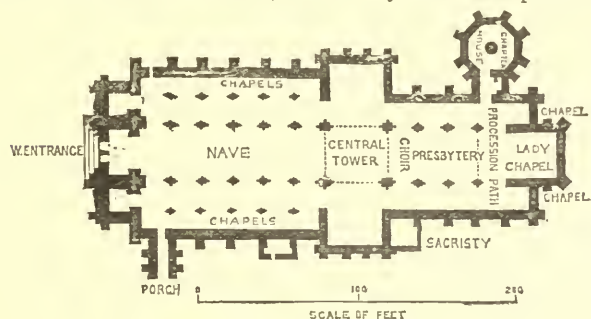 CHAPTER
HOUSE
CHAPELS
CHAPEL
W.ENTRANCE
NAVE
CENTRAL
TOWER
CHOIR
PRESBYTERY
PROCESSION PATH
LADY
CHAPEL
CHAPEL
CHAPELS
SACRISTY
PORCH
0 100 200
SCALE OF FEET